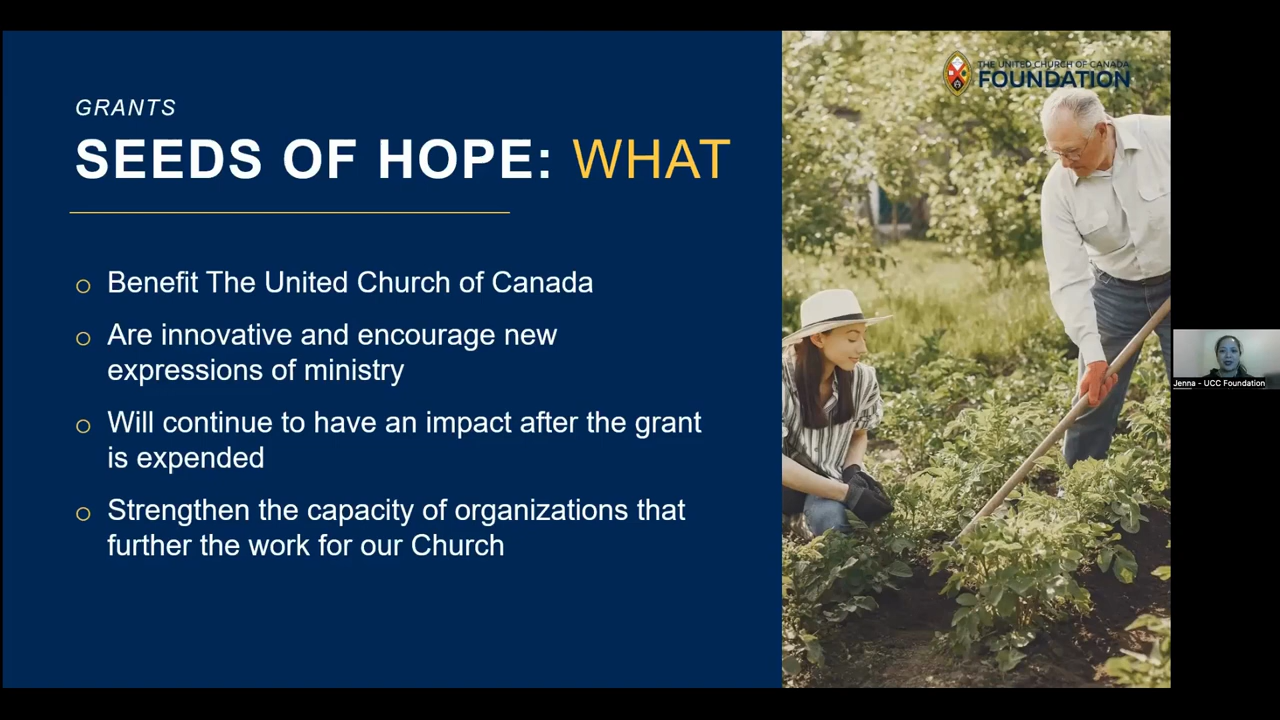 GRANTS
SEEDS OF HOPE: WHAT
Benefit The United Church of Canada
Are innovative and encourage new
expressions of ministry
Will continue to have an impact after the grant
is expended
Strengthen the capacity of organizations that
further the work for our Church
THE UNITED CHURCH OF CANADA
FOUNDATION
Jenna - UCC Foundation